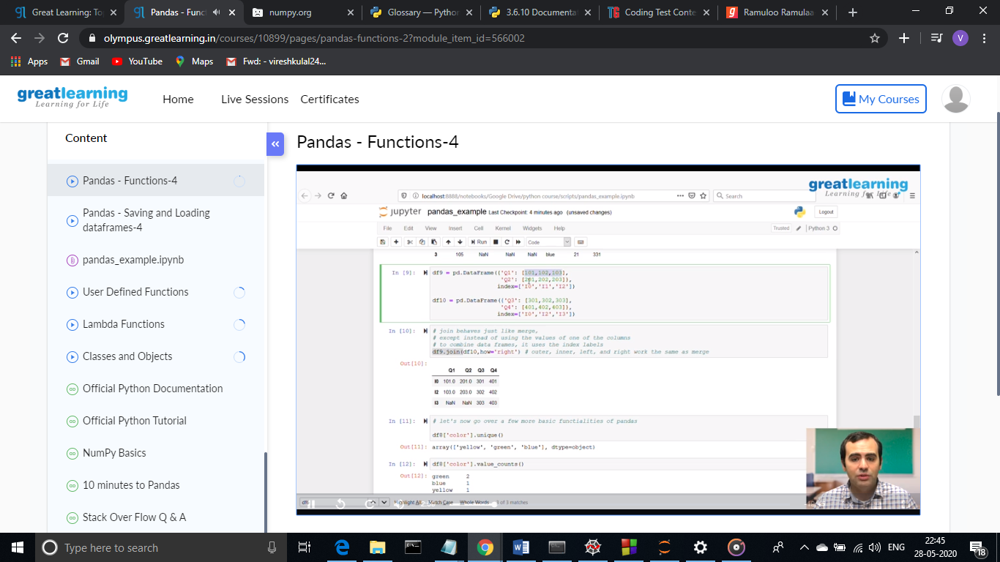 Great Learning: To
Pandas - Func
numpy.org
Glossary — Python
3.6.10 Documenta
Coding Test Conte
Ramuloo Ramulaa
olympus.greatlearning.in/courses/10899/pages/pandas-functions-2?module_item_id=566002
V
Apps
Gmail
YouTube
Maps
Fwd: - vireshkulal24...
greatlearning
Learning for Life
Home
Live Sessions
Certificates
My Courses
Content
Pandas - Functions-4
Pandas - Saving and Loading
dataframes-4
pandas_example.ipynb
User Defined Functions
Lambda Functions
Classes and Objects
Official Python Documentation
Official Python Tutorial
NumPy Basics
10 minutes to Pandas
Stack Over Flow Q & A
«
Pandas - Functions-4
greatlearning
Learning for Life
localhost:8888/notebooks/Google Drive/python course/scripts/pandas_example.ipynb
Search
jupyter pandas_example Last Checkpoint: 4 minutes ago (unsaved changes)
Logout
File Edit View Insert Cell Kernel Widgets Help
Trusted Python 3
Run Code
3 105 NaN NaN NaN blue 21 331
In [9]: df9 = pd.DataFrame({'Q1': [101,102,103],
'Q2': [201,202,203]},
index=['I0','I1','I2'])
df10 = pd.DataFrame({'Q3': [301,302,303],
'Q4': [401,402,403]},
index=['I0','I2','I3'])
In [10]: # join behaves just like merge,
# except instead of using the values of one of the columns
# to combine data frames, it uses the index labels
df9.join(df10,how='right') # outer, inner, left, and right work the same as merge
Out[10]:
Q1 Q2 Q3 Q4
I0 101.0 201.0 301 401
I2 103.0 203.0 302 402
I3 NaN NaN 303 403
In [11]: # let's now go over a few more basic functialities of pandas
df8['color'].unique()
Out[11]: array(['yellow', 'green', 'blue'], dtype=object)
In [12]: df8['color'].value_counts()
Out[12]: green 2
blue 1
yellow 1
Highlight All Match Case Whole Words 3 of 3 matches
Type here to search
ENG
22:45
28-05-2020
18